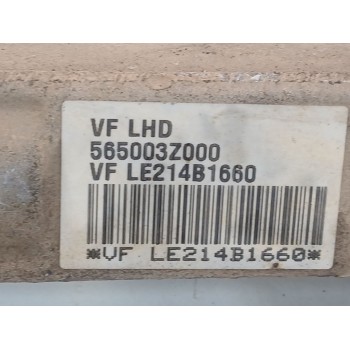 VF LHD
565003Z000
VF LE214B1660
*VF LE214B1660*